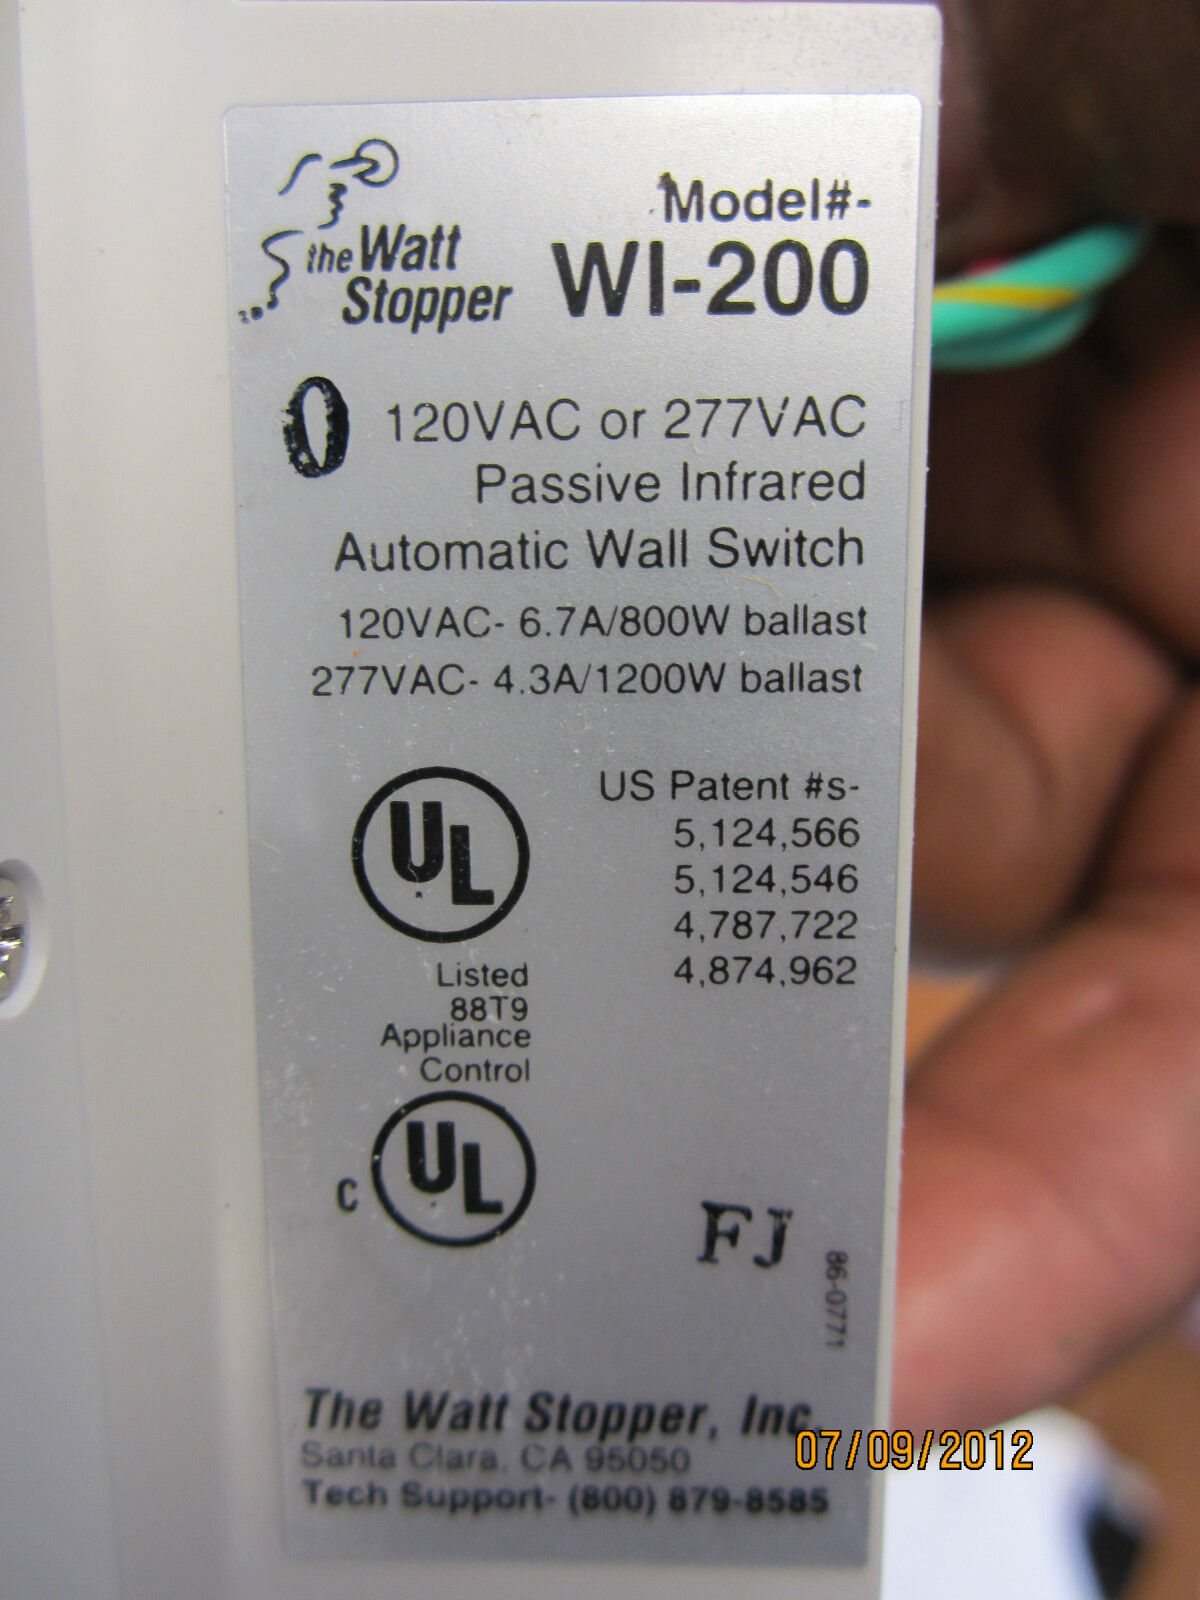 the Watt
Stopper
Model#-
WI-200
0
120VAC or 277VAC
Passive Infrared
Automatic Wall Switch
120VAC- 6.7A/800W ballast
277VAC- 4.3A/1200W ballast
UL
Listed
88T9
Appliance
Control
US Patent #s-
5,124,566
5,124,546
4,787,722
4,874,962
C UL
FJ
86-0771
The Watt Stopper, Inc.
Santa Clara, CA 95050
Tech Support- (800) 879-8585
07/09/2012